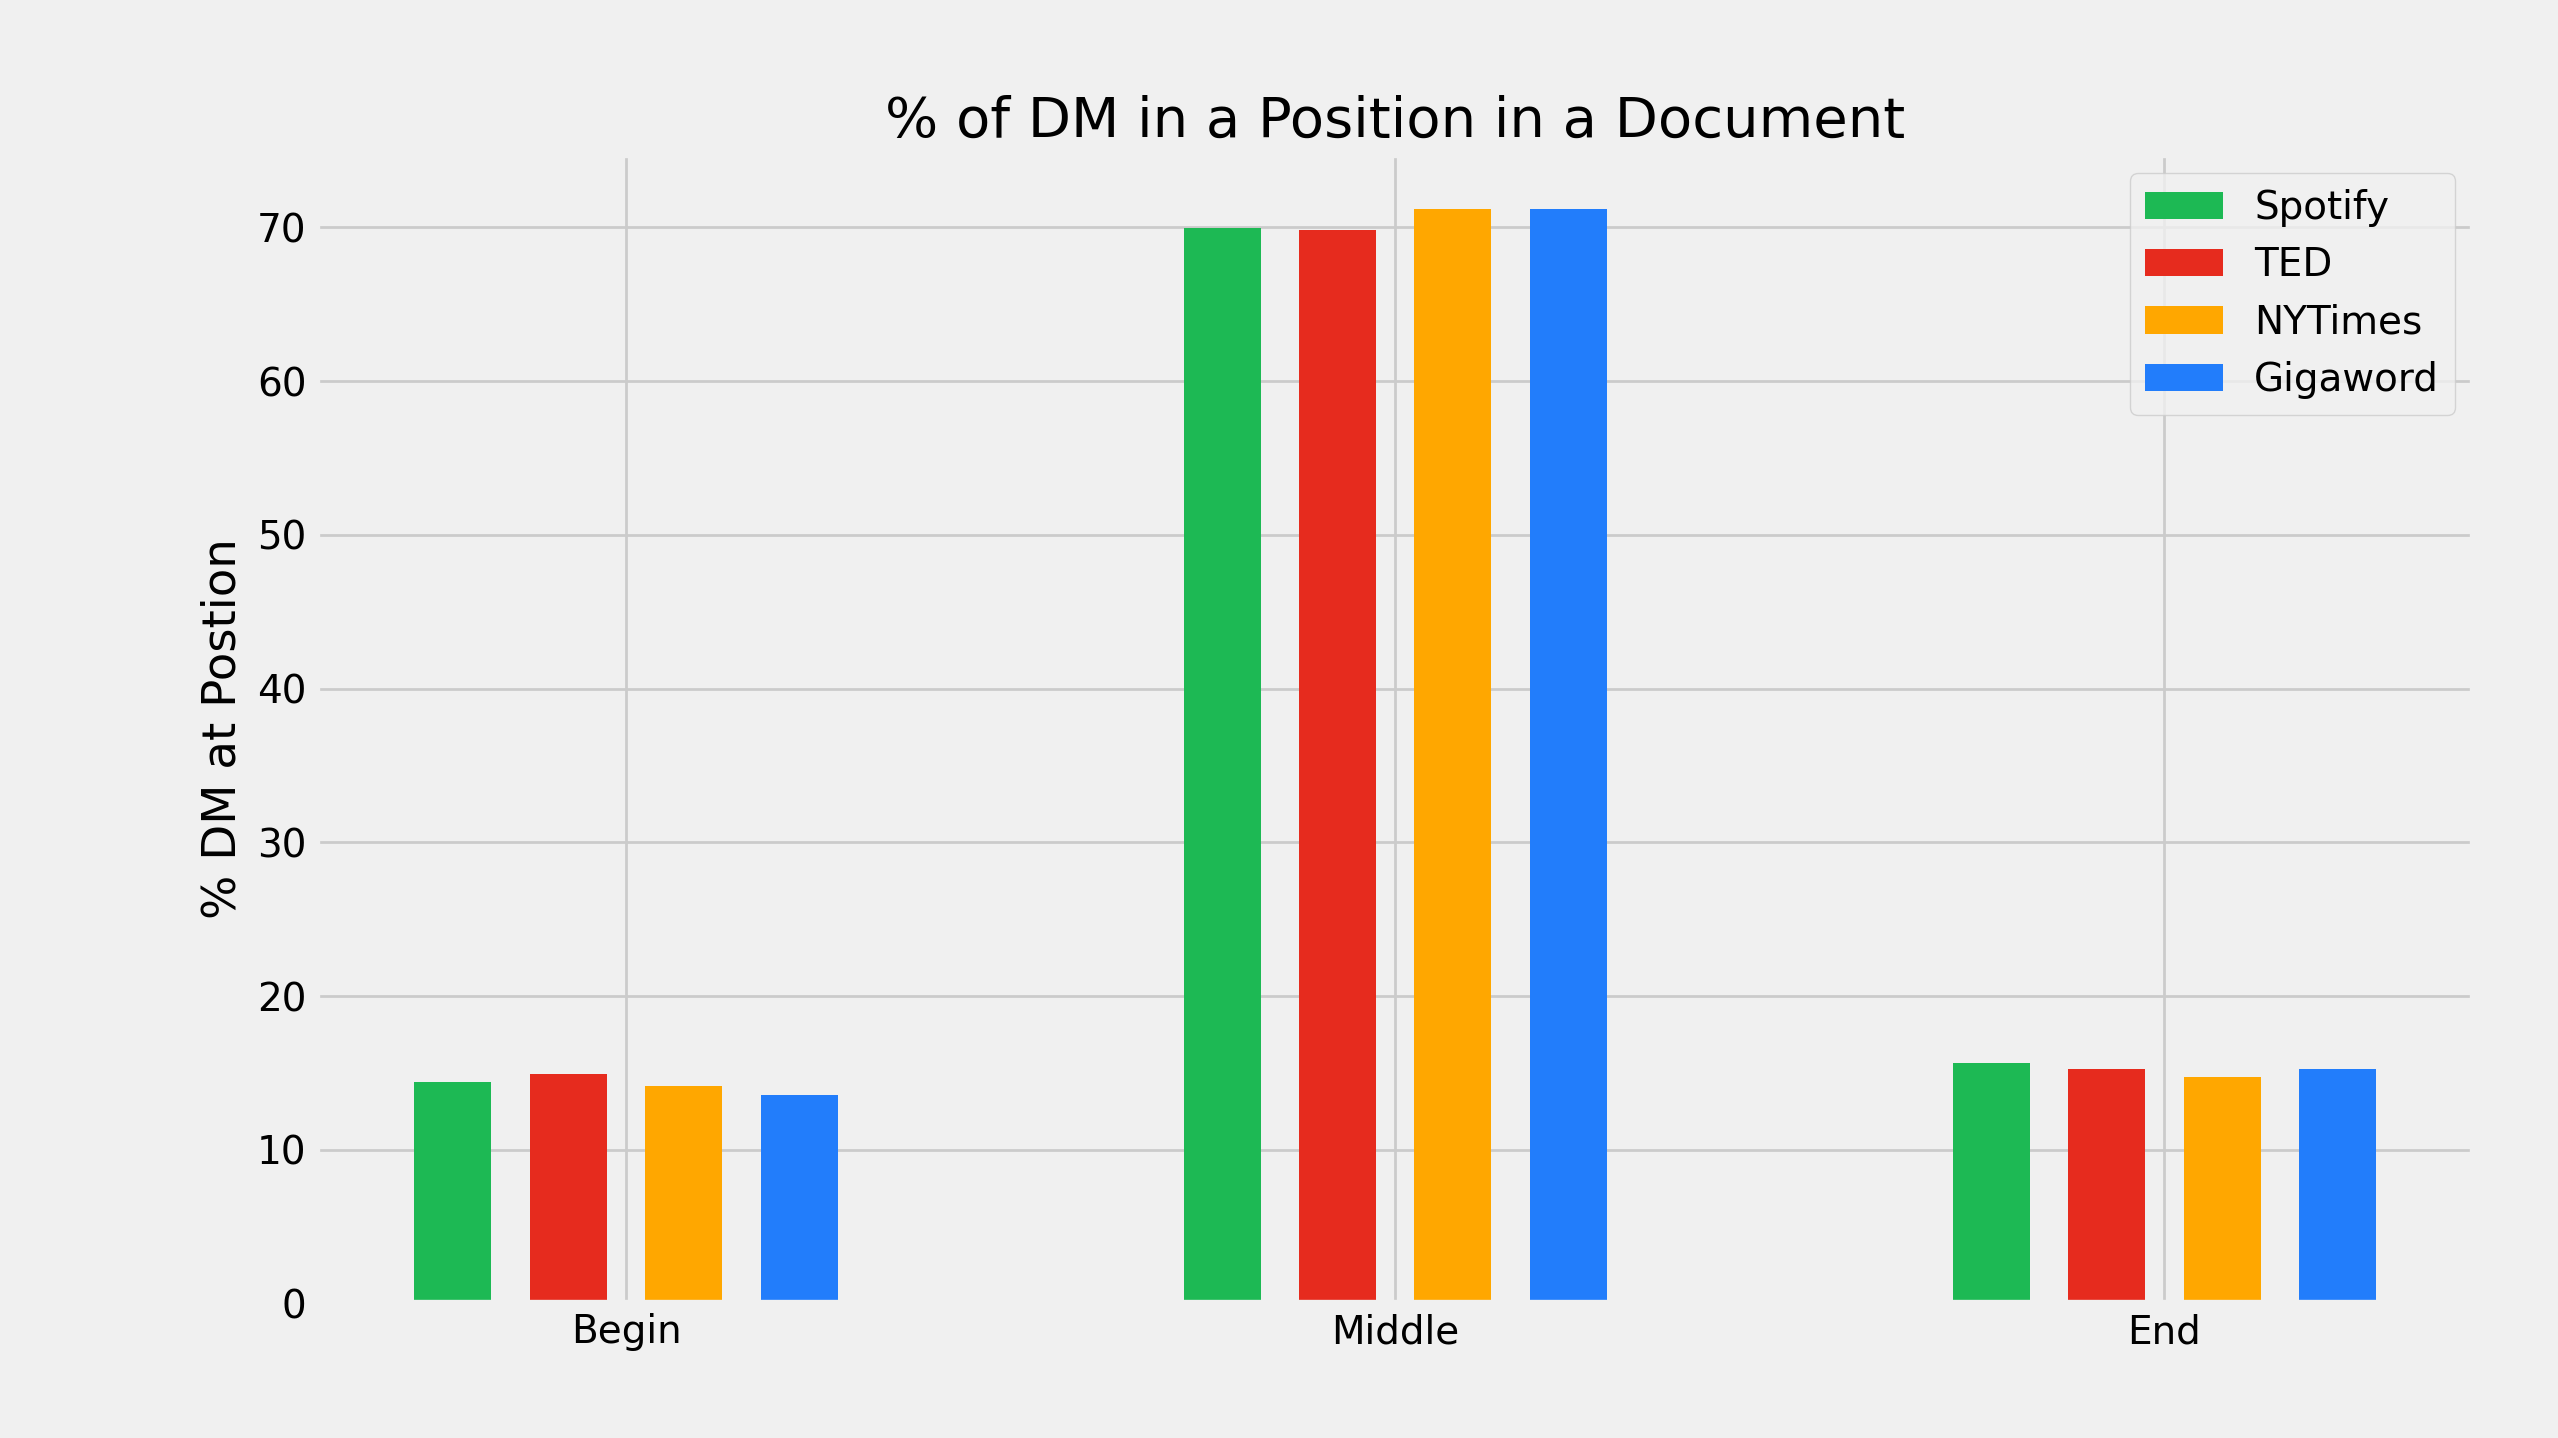 % of DM in a Position in a Document
% DM at Postion
70
60
50
40
30
20
10
0
Begin
Middle
End
Spotify
TED
NYTimes
Gigaword